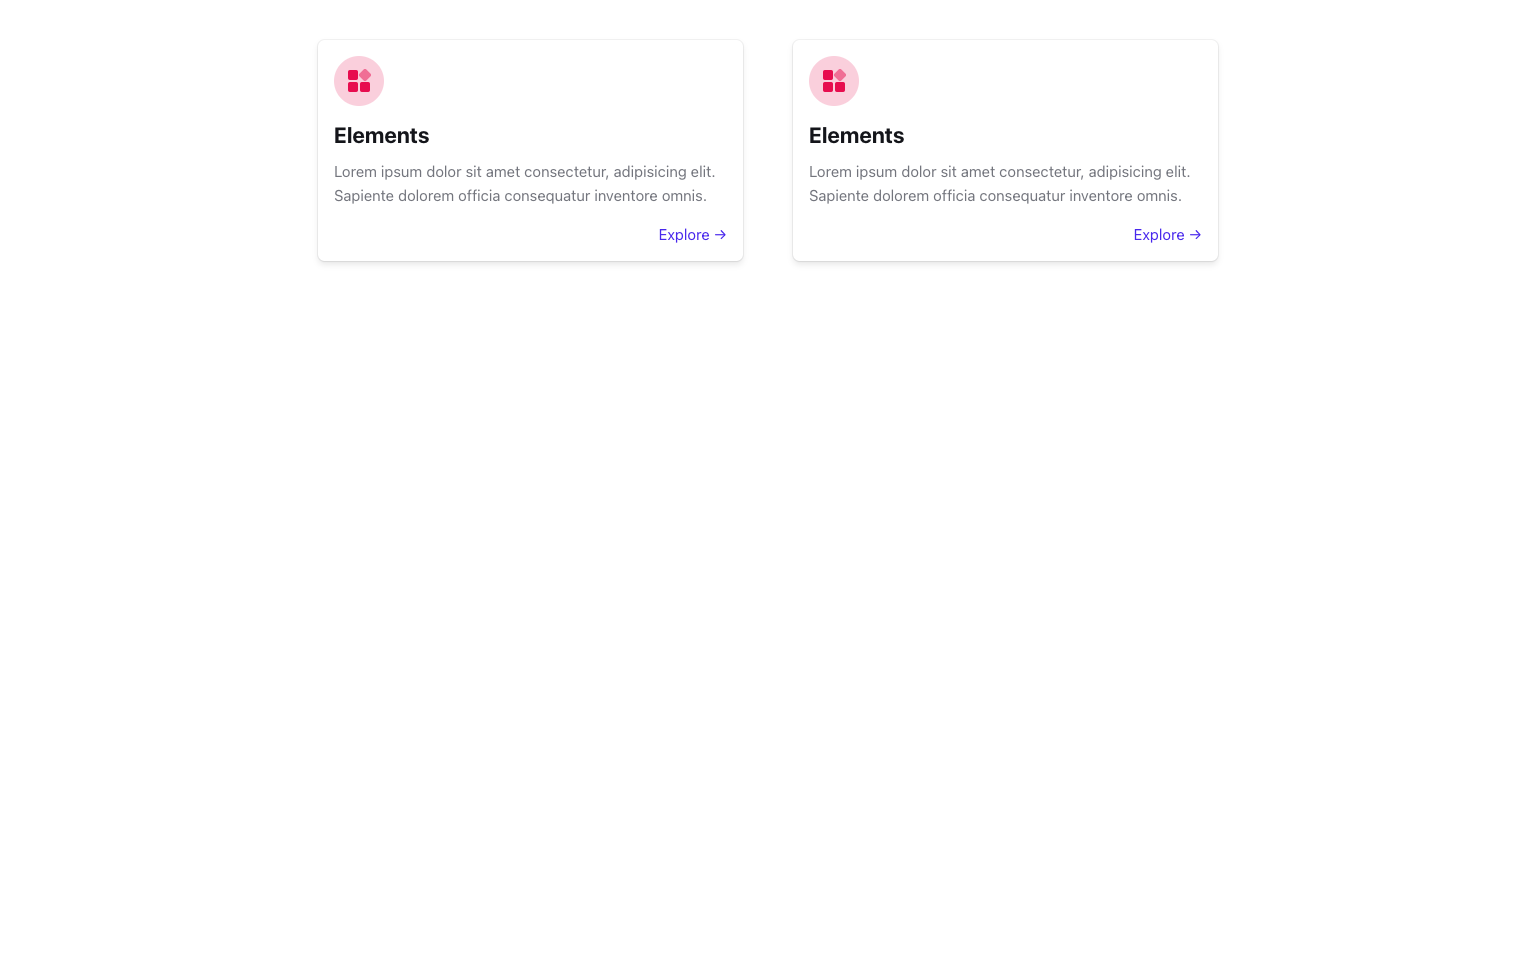 Elements
Lorem ipsum dolor sit amet consectetur, adipisicing elit.
Sapiente dolorem officia consequatur inventore omnis.
Explore →
Elements
Lorem ipsum dolor sit amet consectetur, adipisicing elit.
Sapiente dolorem officia consequatur inventore omnis.
Explore →